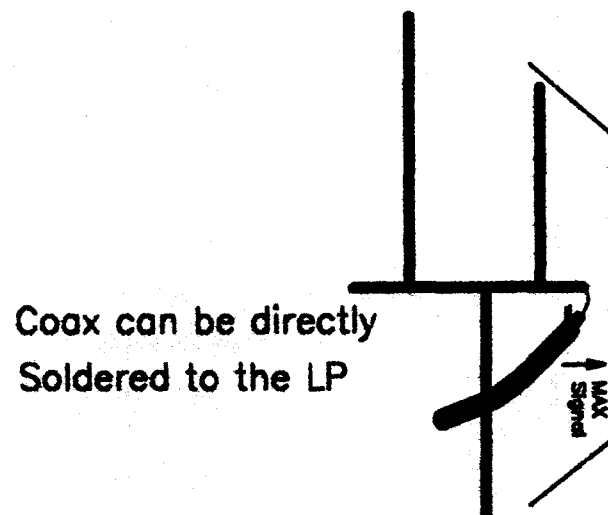 Coax can be directly
Soldered to the LP
MAX
Signal